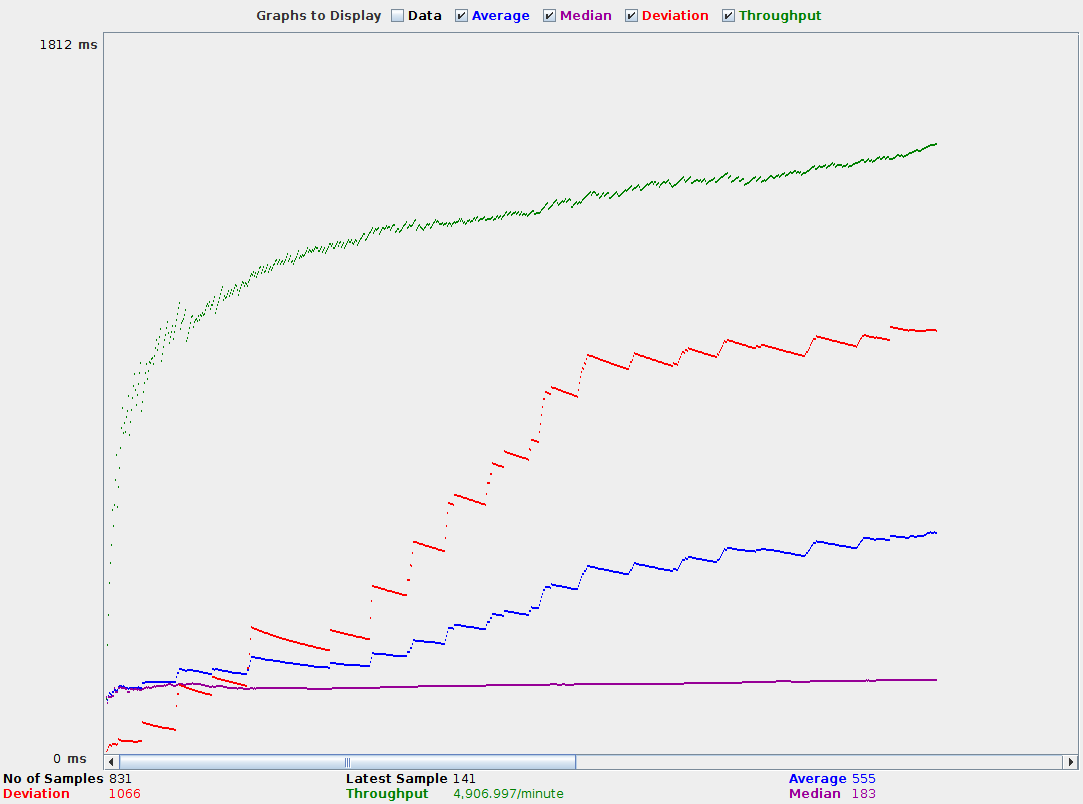 Graphs to Display Data Average Median Deviation Throughput
1812 ms
0 ms
No of Samples 831 Latest Sample 141 Average 555
Deviation 1066 Throughput 4,906.997/minute Median 183